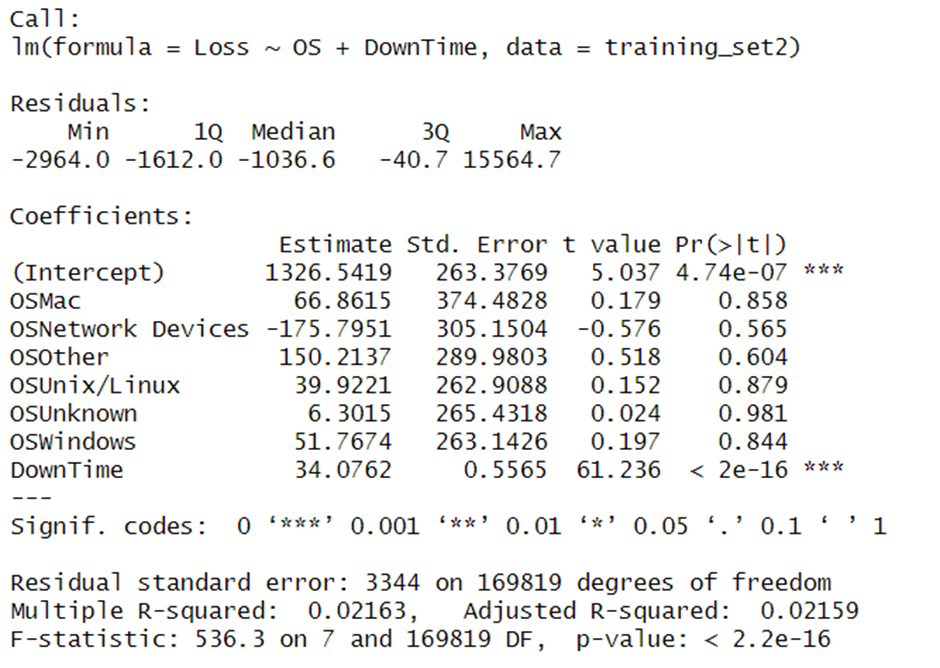 Call:
lm(formula = Loss ~ OS + DownTime, data = training_set2)
Residuals:
    Min      1Q  Median      3Q     Max
-2964.0 -1612.0 -1036.6   -40.7 15564.7
Coefficients:
                   Estimate Std. Error t value Pr(>|t|)
(Intercept)       1326.5419   263.3769   5.037 4.74e-07 ***
OSMac               66.8615   374.4828   0.179    0.858
OSNetwork Devices -175.7951   305.1504  -0.576    0.565
OSOther            150.2137   289.9803   0.518    0.604
OSUnix/Linux        39.9221   262.9088   0.152    0.879
OSUnknown            6.3015   265.4318   0.024    0.981
OSWindows           51.7674   263.1426   0.197    0.844
DownTime            34.0762     0.5565  61.236  < 2e-16 ***
---
Signif. codes:  0 ‘***’ 0.001 ‘**’ 0.01 ‘*’ 0.05 ‘.’ 0.1 ‘ ’ 1
Residual standard error: 3344 on 169819 degrees of freedom
Multiple R-squared:  0.02163,   Adjusted R-squared:  0.02159
F-statistic: 536.3 on 7 and 169819 DF,  p-value: < 2.2e-16